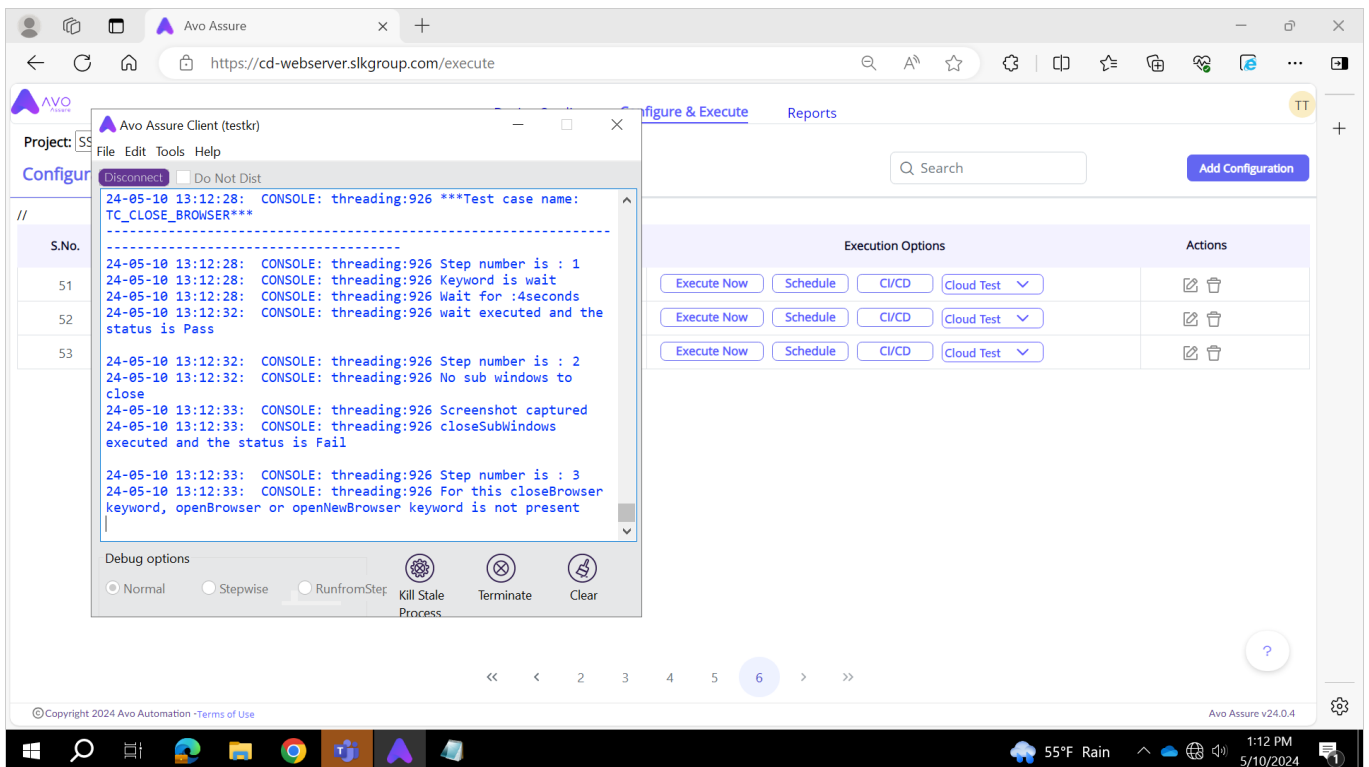 Avo Assure
https://cd-webserver.slkgroup.com/execute
AVO
Assure
Configure & Execute
Reports
TT
Project: SS
Configur
Search
Add Configuration
//
S.No.
Execution Options
Actions
51
Execute Now
Schedule
CI/CD
Cloud Test
52
Execute Now
Schedule
CI/CD
Cloud Test
53
Execute Now
Schedule
CI/CD
Cloud Test
Avo Assure Client (testkr)
File Edit Tools Help
Disconnect
Do Not Dist
24-05-10 13:12:28: CONSOLE: threading:926 ***Test case name:
TC_CLOSE_BROWSER***
-----------------------------------------------------------------
--------------------------------------
24-05-10 13:12:28: CONSOLE: threading:926 Step number is : 1
24-05-10 13:12:28: CONSOLE: threading:926 Keyword is wait
24-05-10 13:12:28: CONSOLE: threading:926 Wait for :4seconds
24-05-10 13:12:32: CONSOLE: threading:926 wait executed and the
status is Pass
24-05-10 13:12:32: CONSOLE: threading:926 Step number is : 2
24-05-10 13:12:32: CONSOLE: threading:926 No sub windows to
close
24-05-10 13:12:33: CONSOLE: threading:926 Screenshot captured
24-05-10 13:12:33: CONSOLE: threading:926 closeSubWindows
executed and the status is Fail
24-05-10 13:12:33: CONSOLE: threading:926 Step number is : 3
24-05-10 13:12:33: CONSOLE: threading:926 For this closeBrowser
keyword, openBrowser or openNewBrowser keyword is not present
Debug options
Normal
Stepwise
RunfromStep
Kill Stale
Process
Terminate
Clear
« ‹ 2 3 4 5 6 › »
?
©Copyright 2024 Avo Automation -Terms of Use
Avo Assure v24.0.4
55°F Rain
1:12 PM
5/10/2024
1